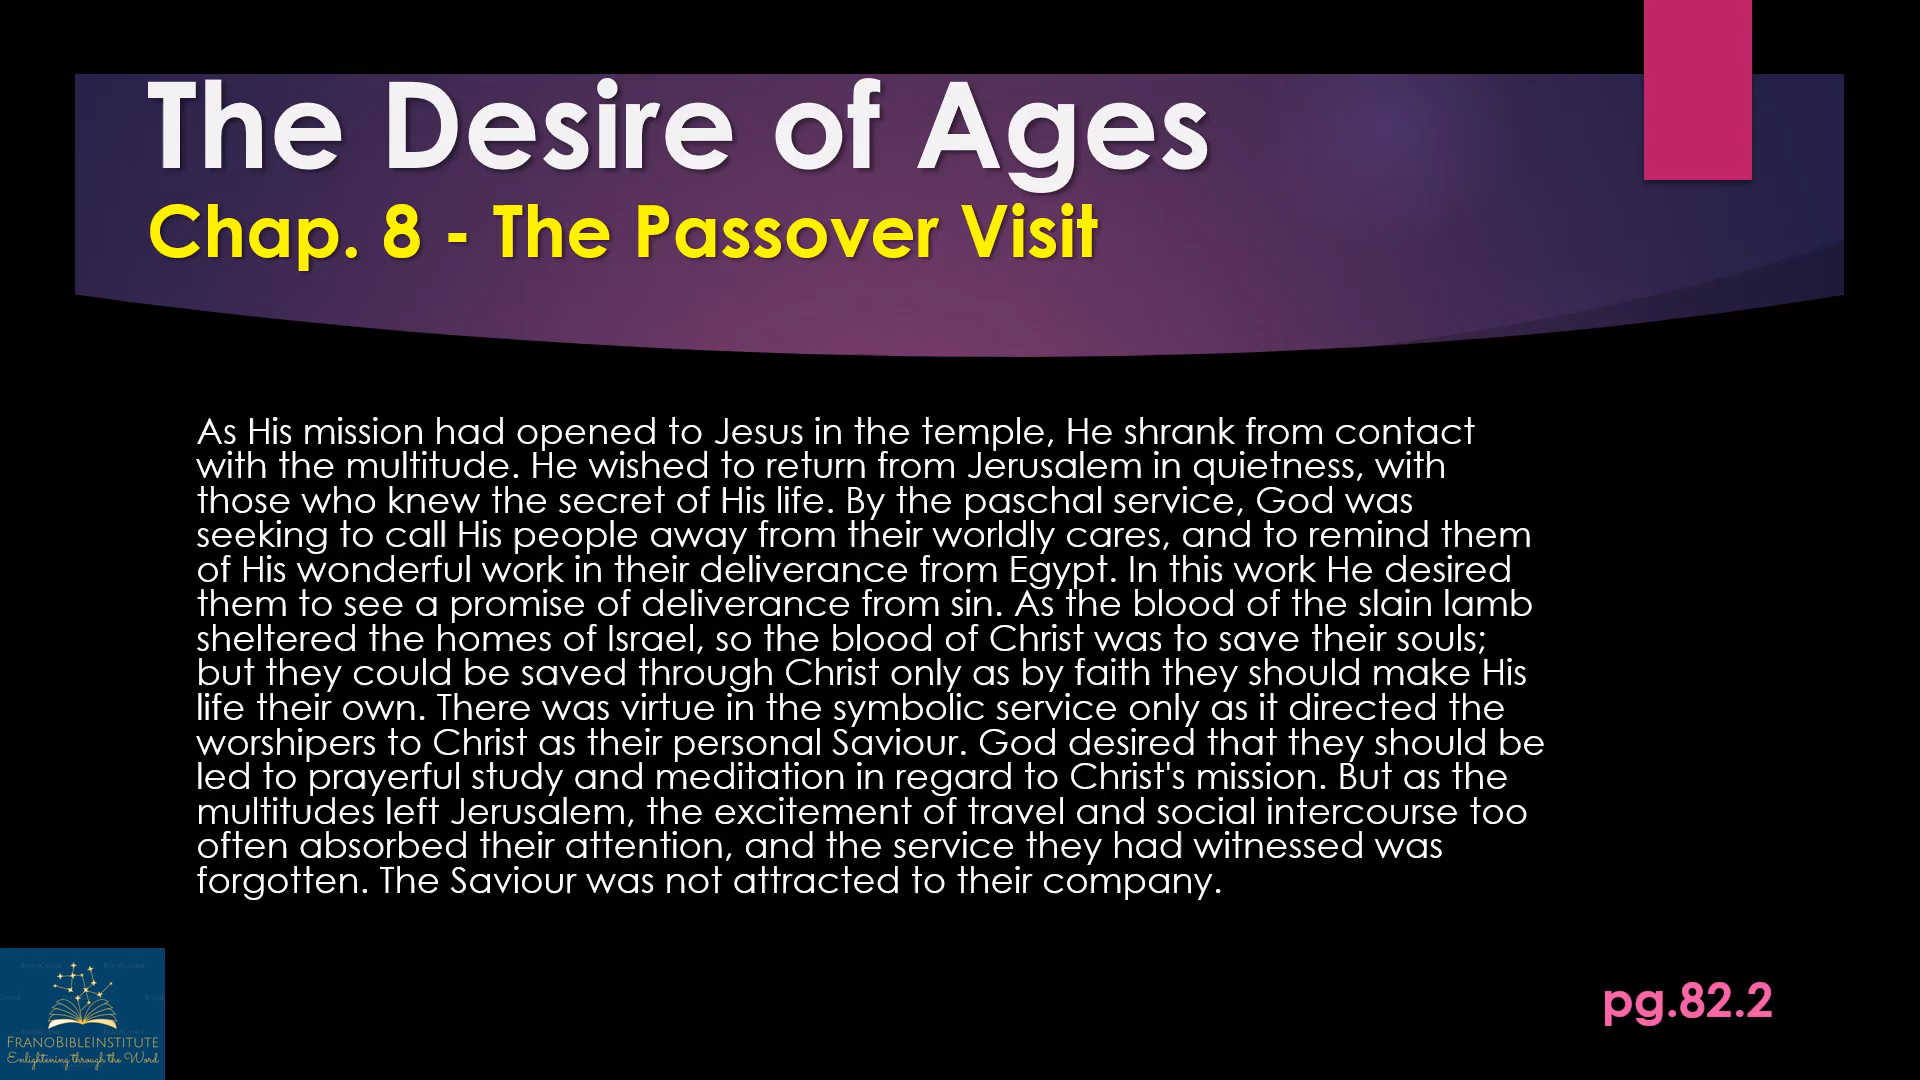 The Desire of Ages
Chap. 8 - The Passover Visit
As His mission had opened to Jesus in the temple, He shrank from contact
with the multitude. He wished to return from Jerusalem in quietness, with
those who knew the secret of His life. By the paschal service, God was
seeking to call His people away from their worldly cares, and to remind them
of His wonderful work in their deliverance from Egypt. In this work He desired
them to see a promise of deliverance from sin. As the blood of the slain lamb
sheltered the homes of Israel, so the blood of Christ was to save their souls;
but they could be saved through Christ only as by faith they should make His
life their own. There was virtue in the symbolic service only as it directed the
worshipers to Christ as their personal Saviour. God desired that they should be
led to prayerful study and meditation in regard to Christ's mission. But as the
multitudes left Jerusalem, the excitement of travel and social intercourse too
often absorbed their attention, and the service they had witnessed was
forgotten. The Saviour was not attracted to their company.
FRANOBIBLEINSTITUTE
Enlightening through the Word
pg.82.2